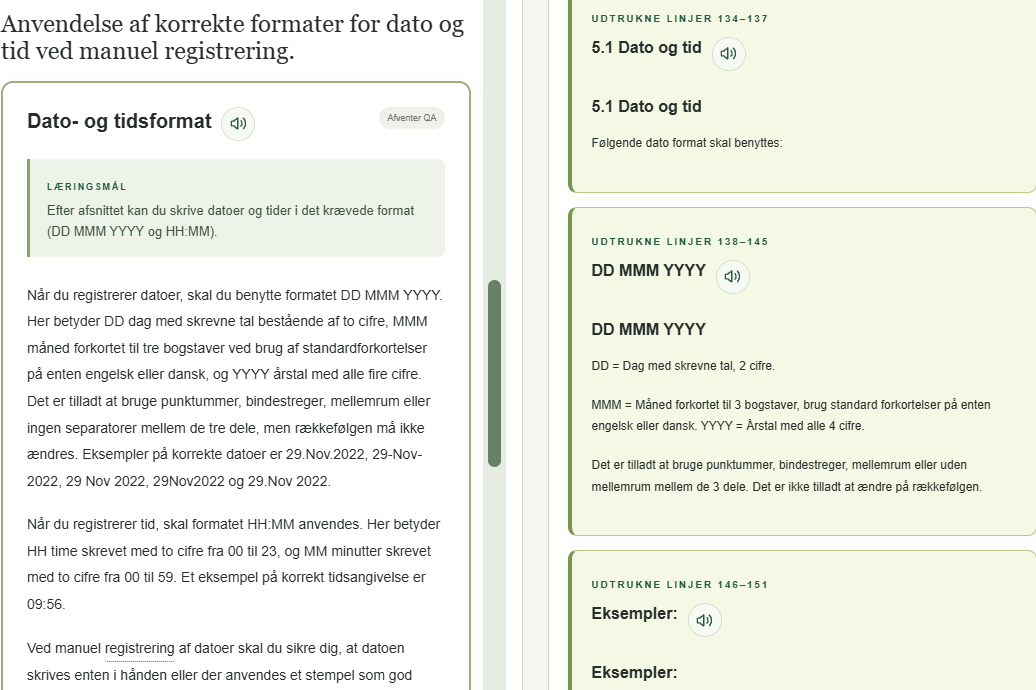 Anvendelse af korrekte formater for dato og
tid ved manuel registrering.
Dato- og tidsformat
Afventer QA
LÆRINGSMÅL
Efter afsnittet kan du skrive datoer og tider i det krævede format
(DD MMM YYYY og HH:MM).
Når du registrerer datoer, skal du benytte formatet DD MMM YYYY.
Her betyder DD dag med skrevne tal bestående af to cifre, MMM
måned forkortet til tre bogstaver ved brug af standardforkortelser
på enten engelsk eller dansk, og YYYY årstal med alle fire cifre.
Det er tilladt at bruge punktummer, bindestreger, mellemrum eller
ingen separatorer mellem de tre dele, men rækkefølgen må ikke
ændres. Eksempler på korrekte datoer er 29.Nov.2022, 29-Nov-
2022, 29 Nov 2022, 29Nov2022 og 29.Nov 2022.
Når du registrerer tid, skal formatet HH:MM anvendes. Her betyder
HH time skrevet med to cifre fra 00 til 23, og MM minutter skrevet
med to cifre fra 00 til 59. Et eksempel på korrekt tidsangivelse er
09:56.
Ved manuel registrering af datoer skal du sikre dig, at datoen
skrives enten i hånden eller der anvendes et stempel som god
UDTRUKNE LINJER 134–137
5.1 Dato og tid
5.1 Dato og tid
Følgende dato format skal benyttes:
UDTRUKNE LINJER 138–145
DD MMM YYYY
DD MMM YYYY
DD = Dag med skrevne tal, 2 cifre.
MMM = Måned forkortet til 3 bogstaver, brug standard forkortelser på enten
engelsk eller dansk. YYYY = Årstal med alle 4 cifre.
Det er tilladt at bruge punktummer, bindestreger, mellemrum eller uden
mellemrum mellem de 3 dele. Det er ikke tilladt at ændre på rækkefølgen.
UDTRUKNE LINJER 146–151
Eksempler:
Eksempler: